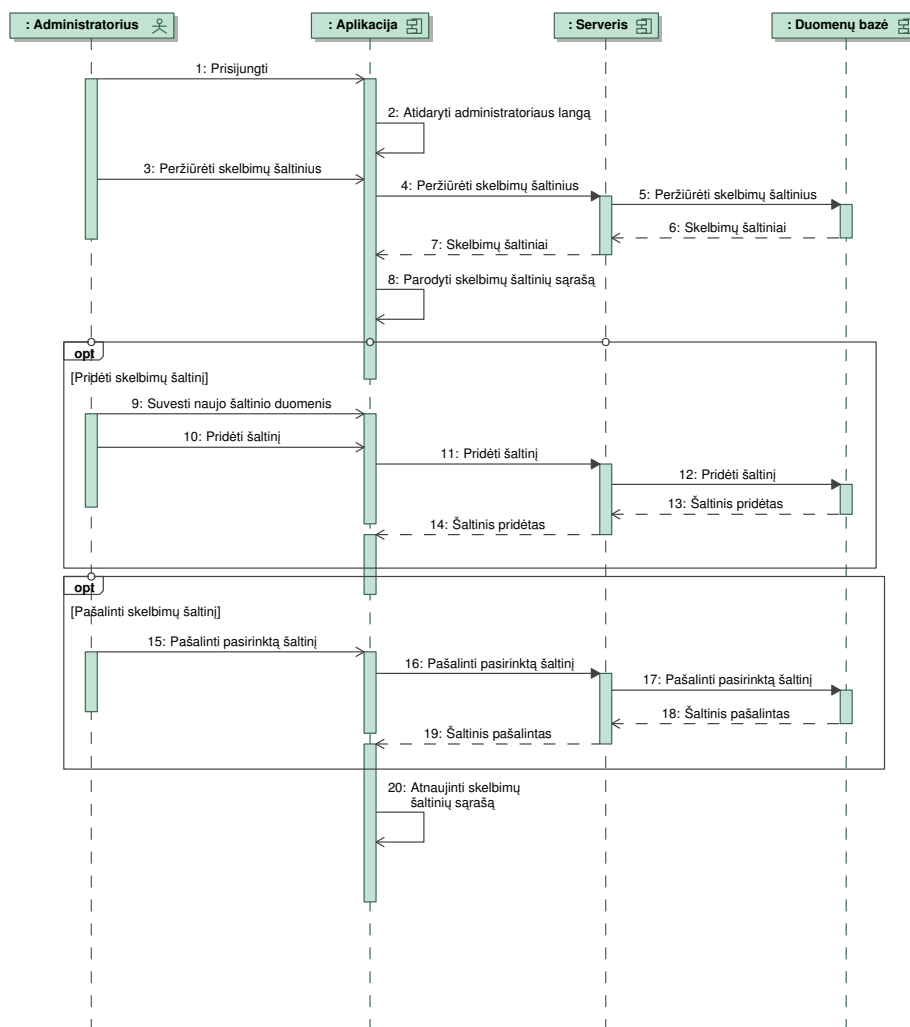 : Administratorius
: Aplikacija
: Serveris
: Duomenų bazė
1: Prisijungti
2: Atidaryti administratoriaus langą
3: Peržiūrėti skelbimų šaltinius
4: Peržiūrėti skelbimų šaltinius
5: Peržiūrėti skelbimų šaltinius
6: Skelbimų šaltiniai
7: Skelbimų šaltiniai
8: Parodyti skelbimų šaltinių sąrašą
opt
[Pridėti skelbimų šaltinį]
9: Suvesti naujo šaltinio duomenis
10: Pridėti šaltinį
11: Pridėti šaltinį
12: Pridėti šaltinį
13: Šaltinis pridėtas
14: Šaltinis pridėtas
opt
[Pašalinti skelbimų šaltinį]
15: Pašalinti pasirinktą šaltinį
16: Pašalinti pasirinktą šaltinį
17: Pašalinti pasirinktą šaltinį
18: Šaltinis pašalintas
19: Šaltinis pašalintas
20: Atnaujinti skelbimų
šaltinių sąrašą